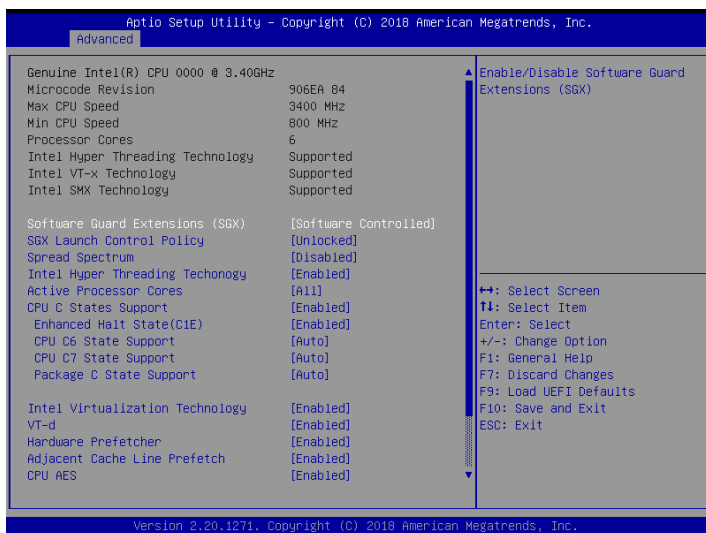 Aptio Setup Utility – Copyright (C) 2018 American Megatrends, Inc.
Advanced
Genuine Intel(R) CPU 0000 @ 3.40GHz
Microcode Revision 906EA 84
Max CPU Speed 3400 MHz
Min CPU Speed 800 MHz
Processor Cores 6
Intel Hyper Threading Technology Supported
Intel VT-x Technology Supported
Intel SMX Technology Supported
Software Guard Extensions (SGX) [Software Controlled]
SGX Launch Control Policy [Unlocked]
Spread Spectrum [Disabled]
Intel Hyper Threading Techonogy [Enabled]
Active Processor Cores [All]
CPU C States Support [Enabled]
Enhanced Halt State(C1E) [Enabled]
CPU C6 State Support [Auto]
CPU C7 State Support [Auto]
Package C State Support [Auto]
Intel Virtualization Technology [Enabled]
VT-d [Enabled]
Hardware Prefetcher [Enabled]
Adjacent Cache Line Prefetch [Enabled]
CPU AES [Enabled]
Enable/Disable Software Guard
Extensions (SGX)
↔: Select Screen
↑↓: Select Item
Enter: Select
+/-: Change Option
F1: General Help
F7: Discard Changes
F9: Load UEFI Defaults
F10: Save and Exit
ESC: Exit
Version 2.20.1271. Copyright (C) 2018 American Megatrends, Inc.